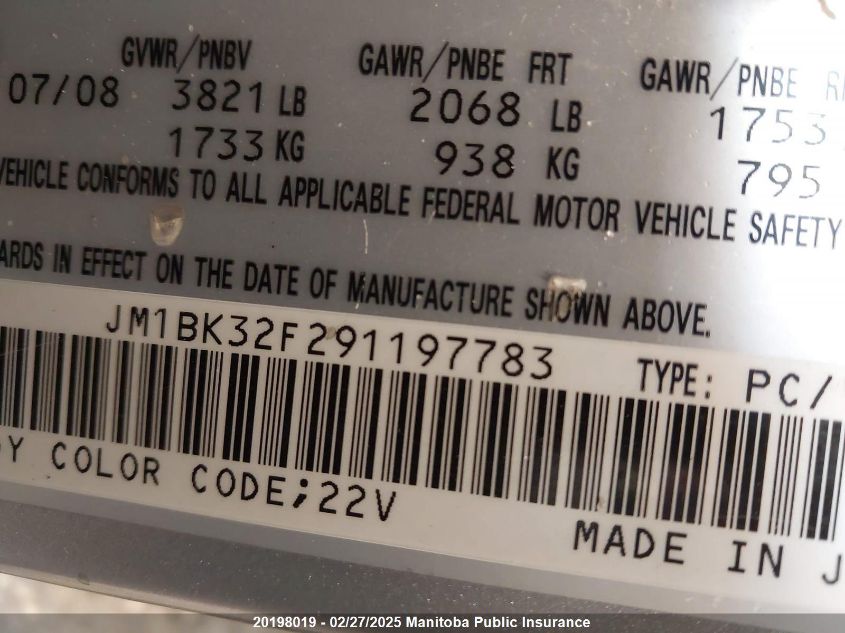 GVWR/PNBV GAWR/PNBE FRT GAWR/PNBE
07/08 3821 LB 2068 LB 1753
1733 KG 938 KG 795
VEHICLE CONFORMS TO ALL APPLICABLE FEDERAL MOTOR VEHICLE SAFETY
ARDS IN EFFECT ON THE DATE OF MANUFACTURE SHOWN ABOVE.
JM1BK32F291197783 TYPE: PC/
DY COLOR CODE;22V
MADE IN J
20198019 - 02/27/2025 Manitoba Public Insurance